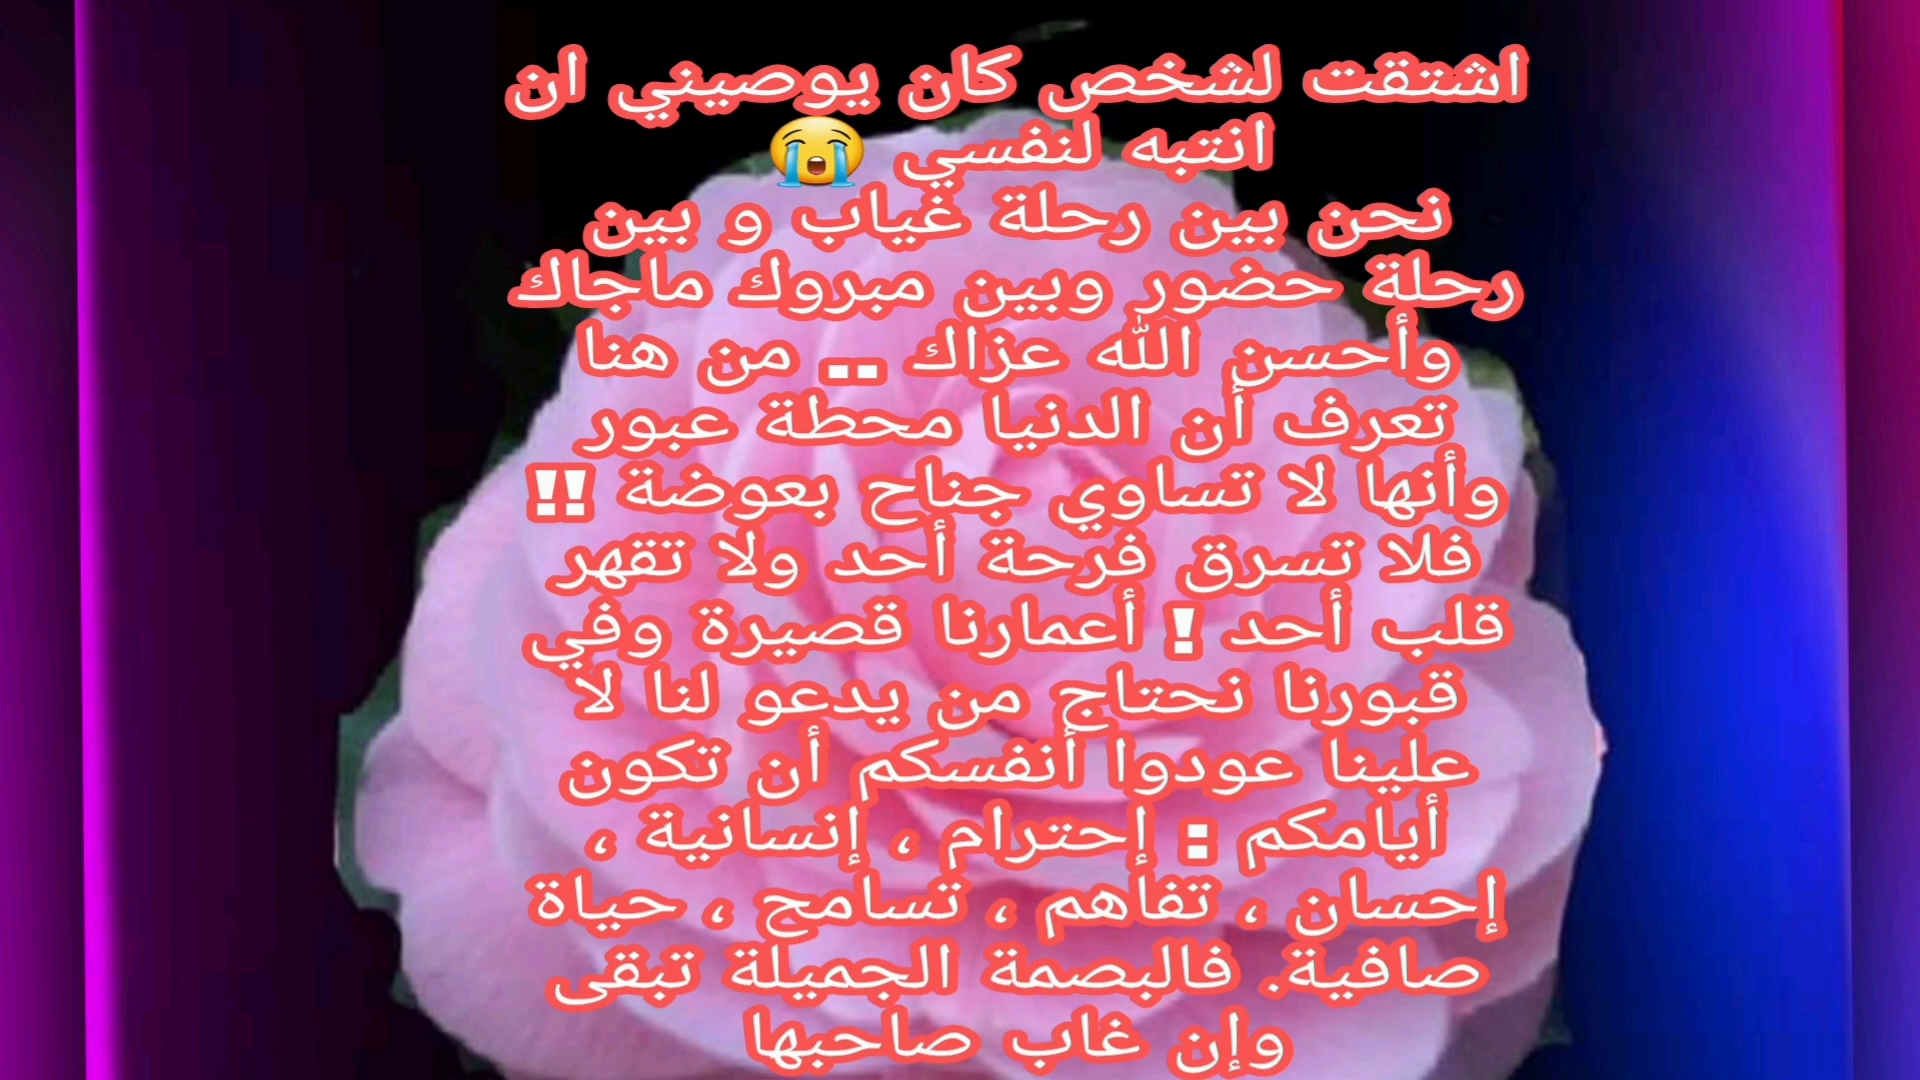 اشتقت لشخص كان يوصيني ان
انتبه لنفسي 😭
نحن بين رحلة غياب و بين
رحلة حضور وبين مبروك ماجاك
وأحسن الله عزاك .. من هنا
تعرف أن الدنيا محطة عبور
وأنها لا تساوي جناح بعوضة !!
فلا تسرق فرحة أحد ولا تقهر
قلب أحد ! أعمارنا قصيرة وفي
قبورنا نحتاج من يدعو لنا لا
علينا عودوا أنفسكم أن تكون
أيامكم : إحترام ، إنسانية ،
إحسان ، تفاهم ، تسامح ، حياة
صافية. فالبصمة الجميلة تبقى
وإن غاب صاحبها